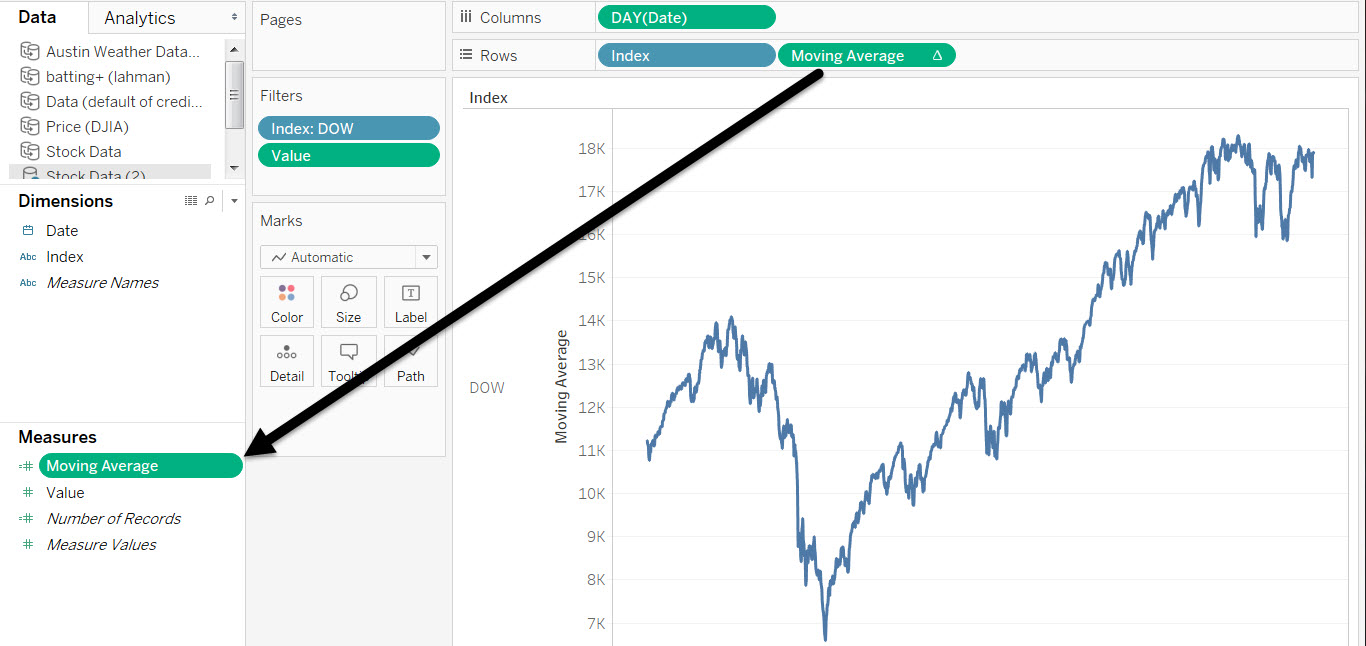 Data
Analytics
Austin Weather Data...
batting+ (lahman)
Data (default of credi...
Price (DJIA)
Stock Data
Stock Data (2)
Dimensions
Date
Abc Index
Abc Measure Names
Measures
=# Moving Average
# Value
=# Number of Records
# Measure Values
Pages
Filters
Index: DOW
Value
Marks
Automatic
Color Size Label
Detail Toolti Path
Columns DAY(Date)
Rows Index Moving Average Δ
Index
DOW
Moving Average
18K
17K
16K
15K
14K
13K
12K
11K
10K
9K
8K
7K